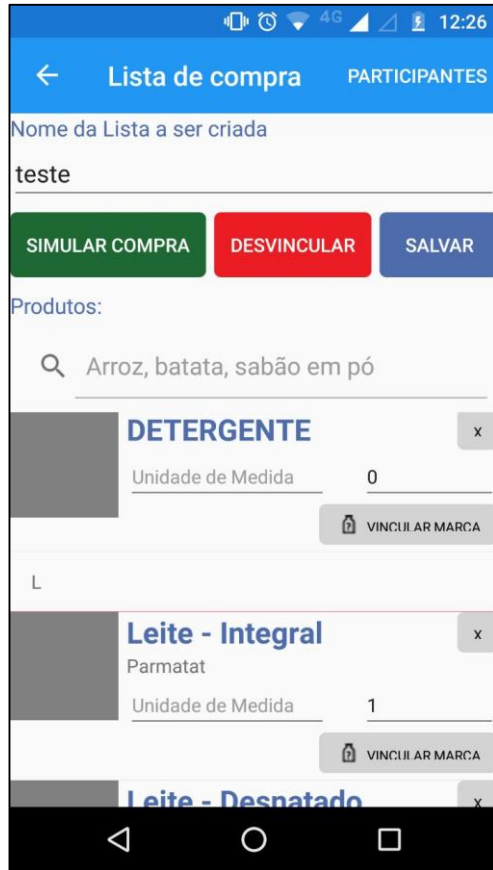 4G 12:26
Lista de compra PARTICIPANTES
Nome da Lista a ser criada
teste
SIMULAR COMPRA DESVINCULAR SALVAR
Produtos:
Arroz, batata, sabão em pó
DETERGENTE x
Unidade de Medida 0
VINCULAR MARCA
L
Leite - Integral x
Parmatat
Unidade de Medida 1
VINCULAR MARCA
Leite - Desnatado x